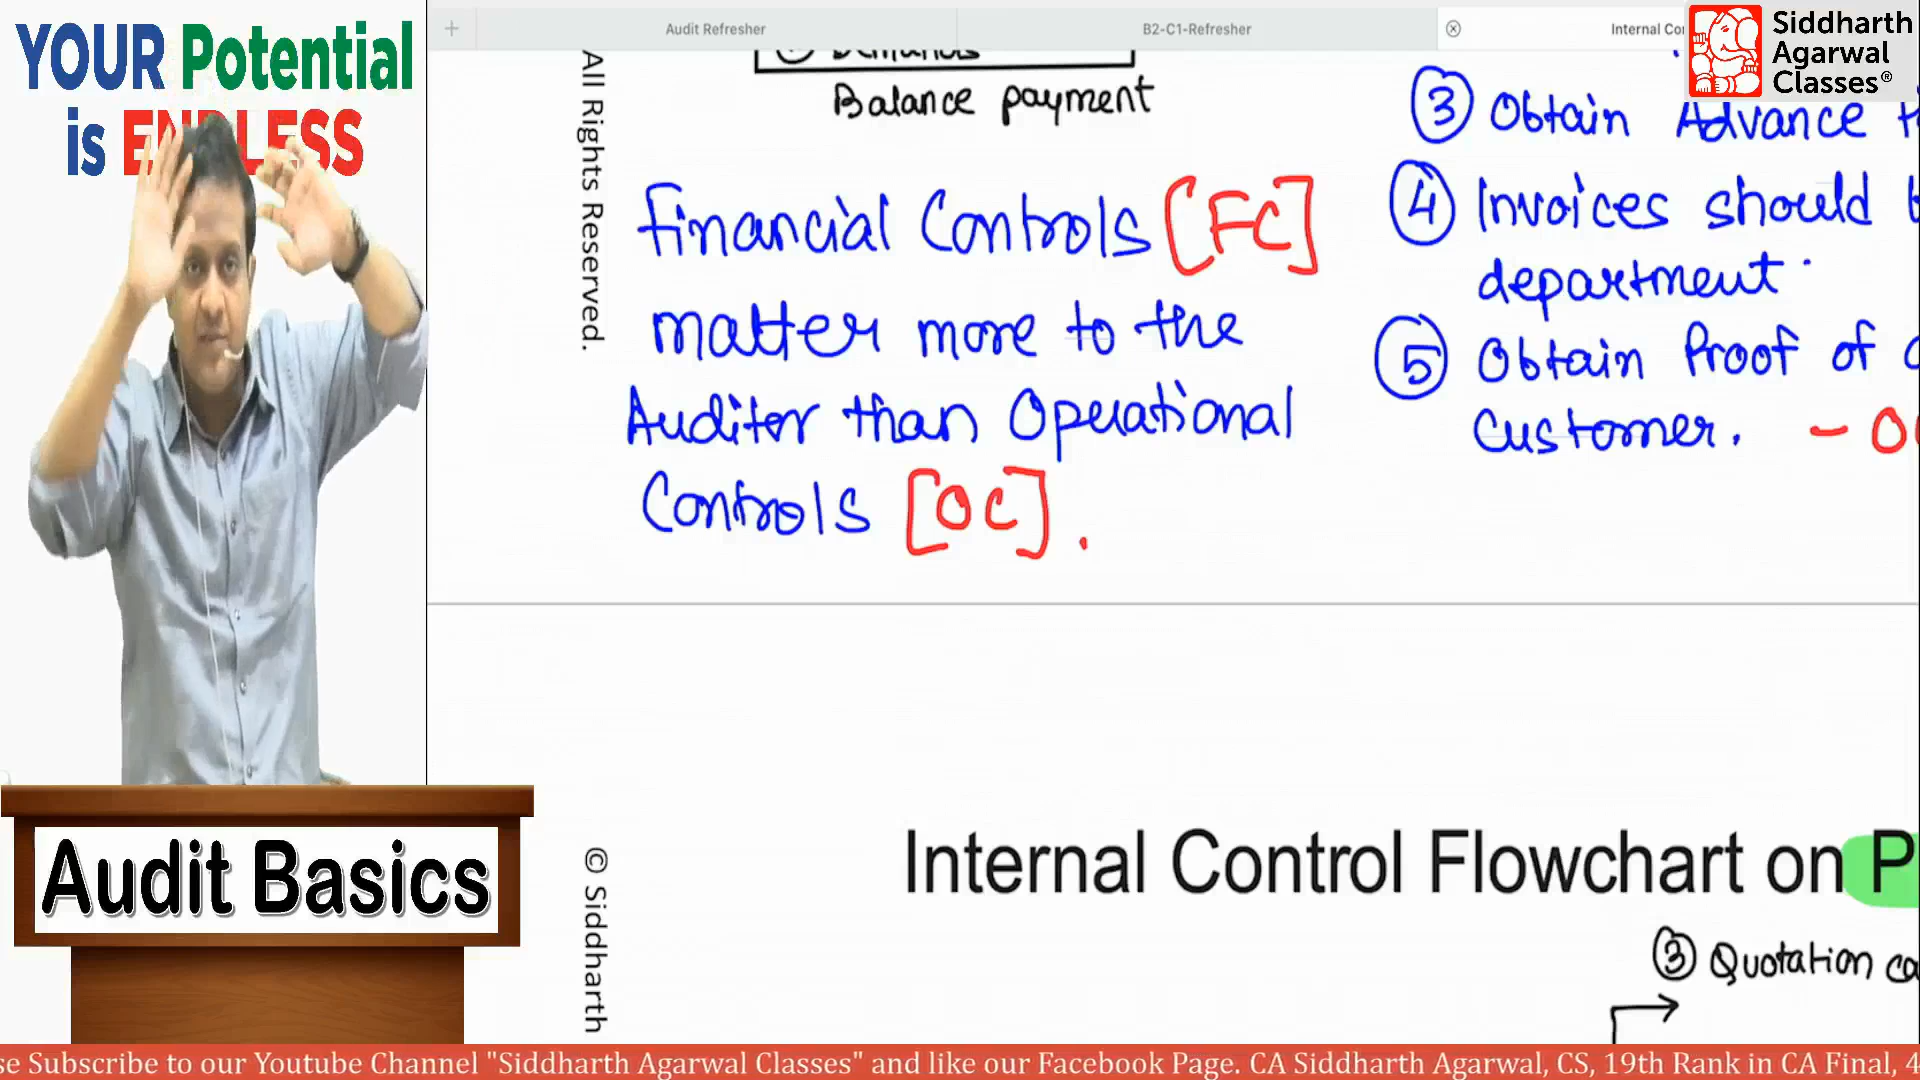 YOUR Potential
is ENDLESS
Audit Refresher
B2-C1-Refresher
Siddharth
Agarwal
Classes®
All Rights Reserved.
Balance payment
Financial Controls [FC]
matter more to the
Auditor than Operational
Controls [OC].
③ Obtain Advance
④ Invoices should
department.
⑤ Obtain Proof of
Customer. -
© Siddharth
Internal Control Flowchart on P
③ Quotation
Audit Basics
Subscribe to our Youtube Channel "Siddharth Agarwal Classes" and like our Facebook Page. CA Siddharth Agarwal, CS, 19th Rank in CA Final, 4